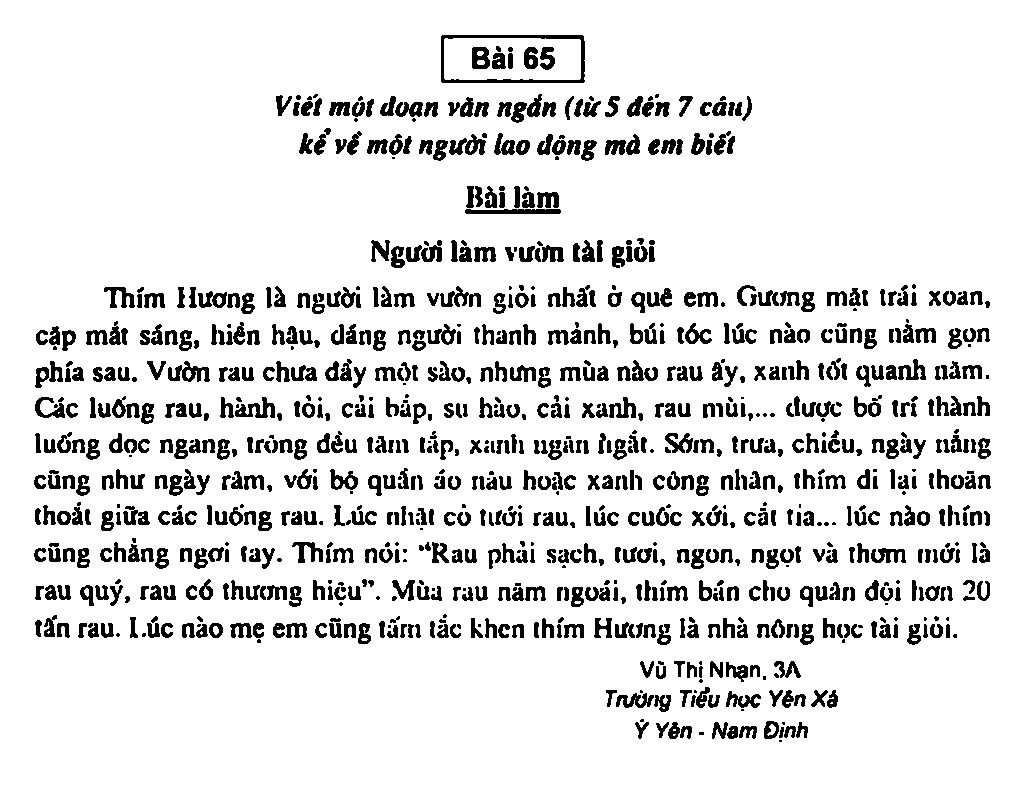 Bài 65
Viết một đoạn văn ngắn (từ 5 đến 7 câu)
kể về một người lao động mà em biết
Bài làm
Người làm vườn tài giỏi
Thím Hương là người làm vườn giỏi nhất ở quê em. Gương mặt trái xoan,
cặp mắt sáng, hiền hậu, dáng người thanh mảnh, búi tóc lúc nào cũng nằm gọn
phía sau. Vườn rau chưa đầy một sào, nhưng mùa nào rau ấy, xanh tốt quanh năm.
Các luống rau, hành, tỏi, cải bắp, su hào, cải xanh, rau mùi,... được bố trí thành
luống dọc ngang, trông đều tăm tắp, xanh ngăn ngắt. Sớm, trưa, chiều, ngày nắng
cũng như ngày râm, với bộ quần áo nâu hoặc xanh công nhân, thím đi lại thoăn
thoắt giữa các luống rau. Lúc nhặt cỏ tưới rau, lúc cuốc xới, cắt tỉa... lúc nào thím
cũng chẳng ngơi tay. Thím nói: “Rau phải sạch, tươi, ngon, ngọt và thơm mới là
rau quý, rau có thương hiệu”. Mùa rau năm ngoái, thím bán cho quân đội hơn 20
tấn rau. Lúc nào mẹ em cũng tấm tắc khen thím Hương là nhà nông học tài giỏi.
Vũ Thị Nhạn, 3A
Trường Tiểu học Yên Xá
Ý Yên - Nam Định